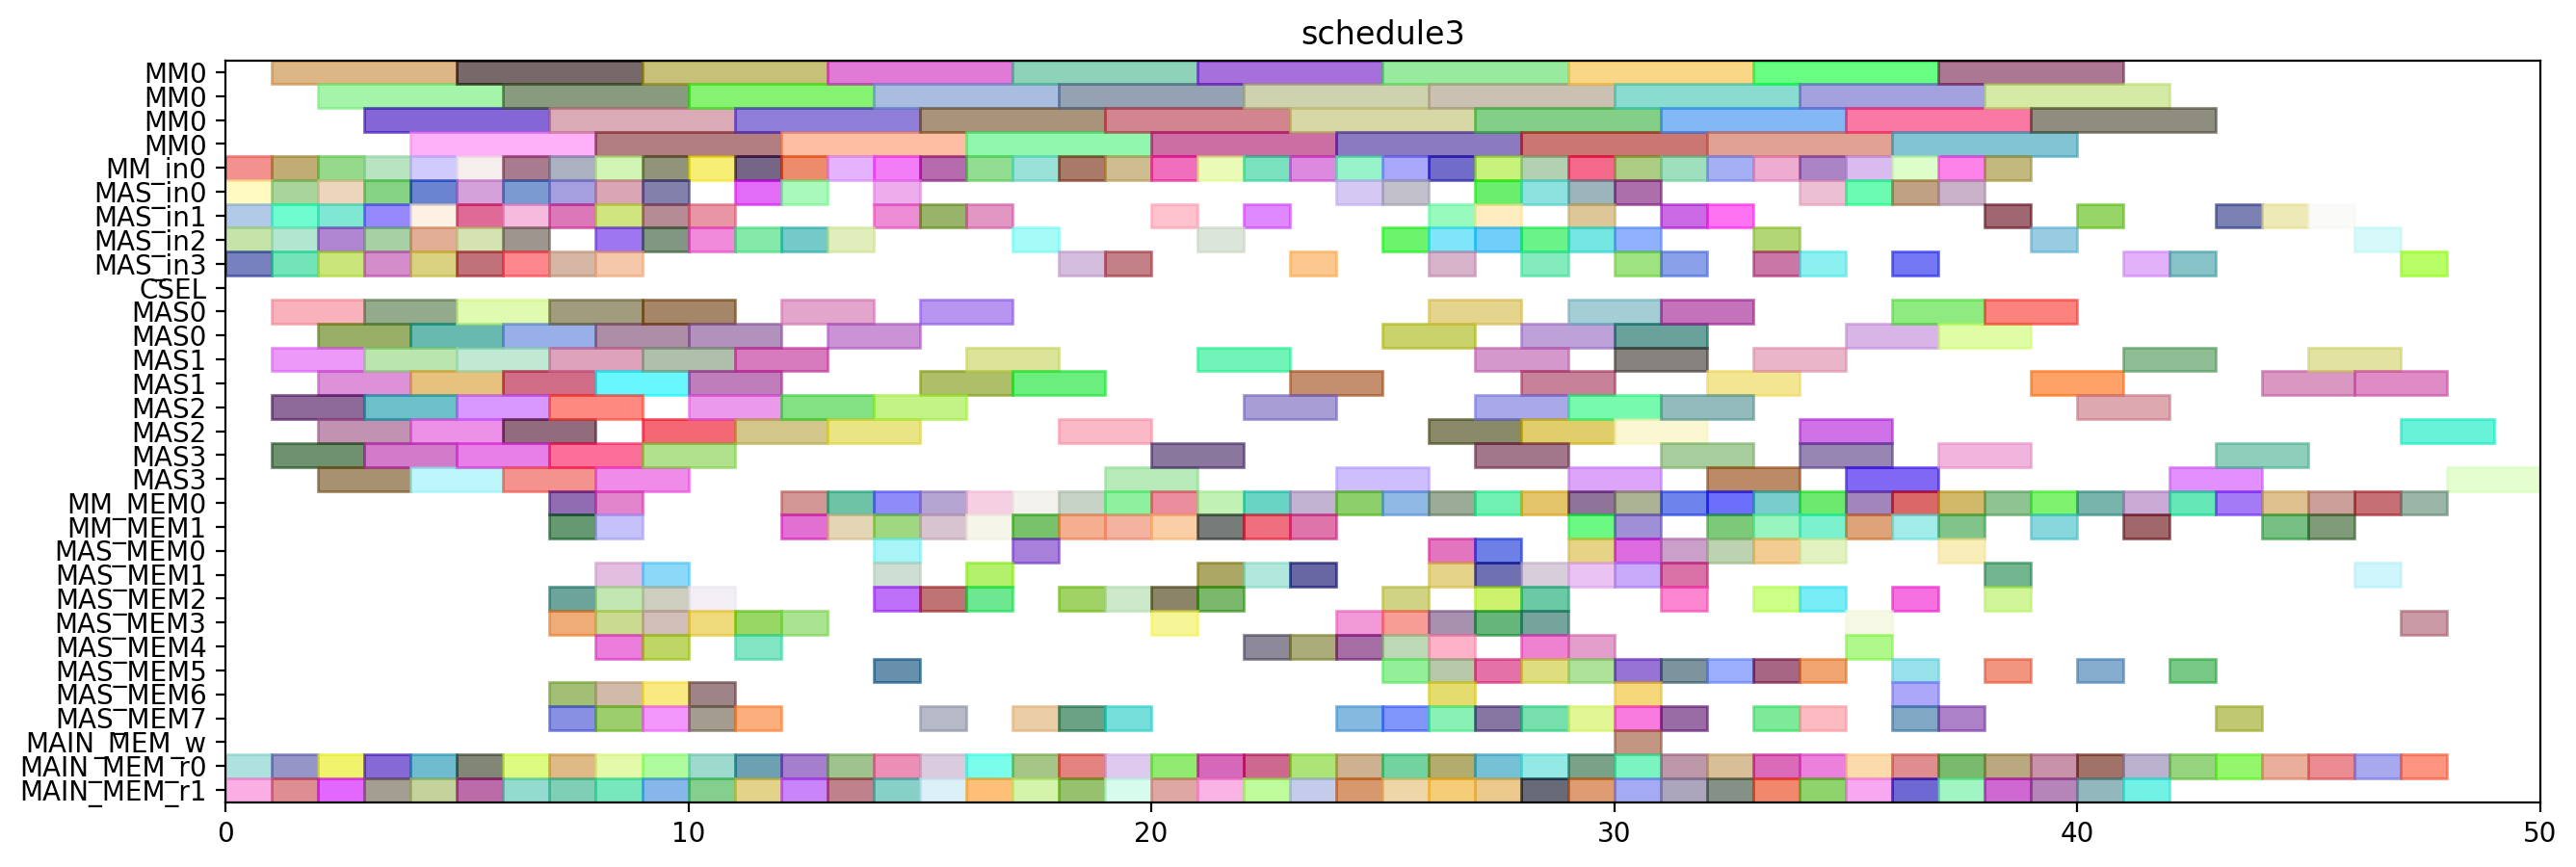 schedule3
MM0
MM0
MM0
MM0
MM_in0
MAS_in0
MAS_in1
MAS_in2
MAS_in3
CSEL
MAS0
MAS0
MAS1
MAS1
MAS2
MAS2
MAS3
MAS3
MM_MEM0
MM_MEM1
MAS_MEM0
MAS_MEM1
MAS_MEM2
MAS_MEM3
MAS_MEM4
MAS_MEM5
MAS_MEM6
MAS_MEM7
MAIN_MEM_w
MAIN_MEM_r0
MAIN_MEM_r1
0 10 20 30 40 50